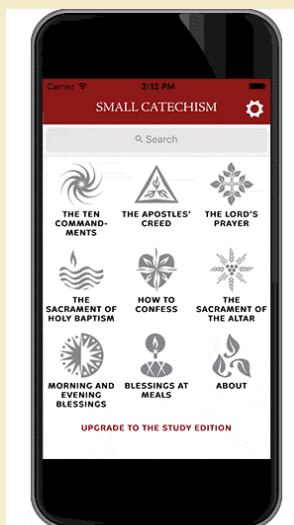 Carrier 2:12 PM
SMALL CATECHISM
Search
THE TEN
COMMAND-
MENTS
THE APOSTLES'
CREED
THE LORD'S
PRAYER
THE
SACRAMENT OF
HOLY BAPTISM
HOW TO
CONFESS
THE
SACRAMENT OF
THE ALTAR
MORNING AND
EVENING
BLESSINGS
BLESSINGS AT
MEALS
ABOUT
UPGRADE TO THE STUDY EDITION